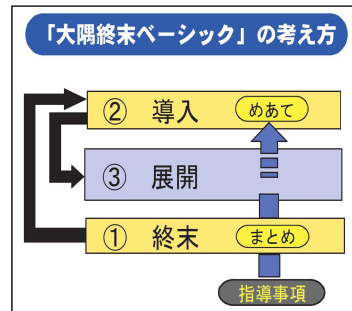 「大隅終末ベーシック」の考え方
② 導入 めあて
③ 展開
① 終末 まとめ
指導事項